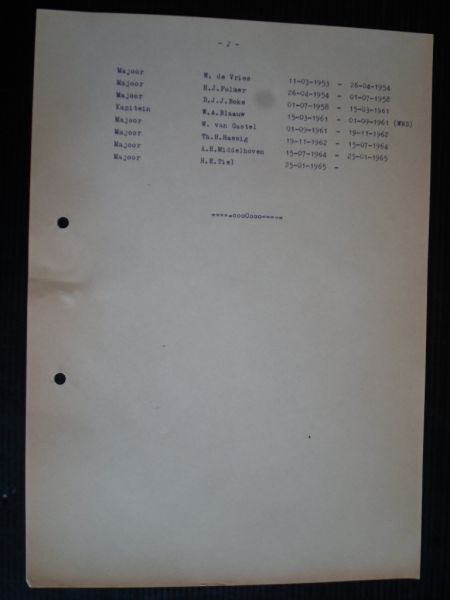 - 2 -
Majoor W. de Vries 11-03-1953 - 26-04-1954
Majoor H.J. Folmer 26-04-1954 - 01-07-1958
Majoor D.J.J. Boks 01-07-1958 - 15-03-1961
Kapitein W.A. Blaauw 15-03-1961 - 01-09-1961 (WND)
Majoor W. van Gastel 01-09-1961 - 19-11-1962
Majoor Th.H. Hassig 19-11-1962 - 15-07-1964
Majoor A.H. Middelhoven 15-07-1964 - 25-01-1965
Majoor H.E. Tiel 25-01-1965 -
=====oooOooo=====